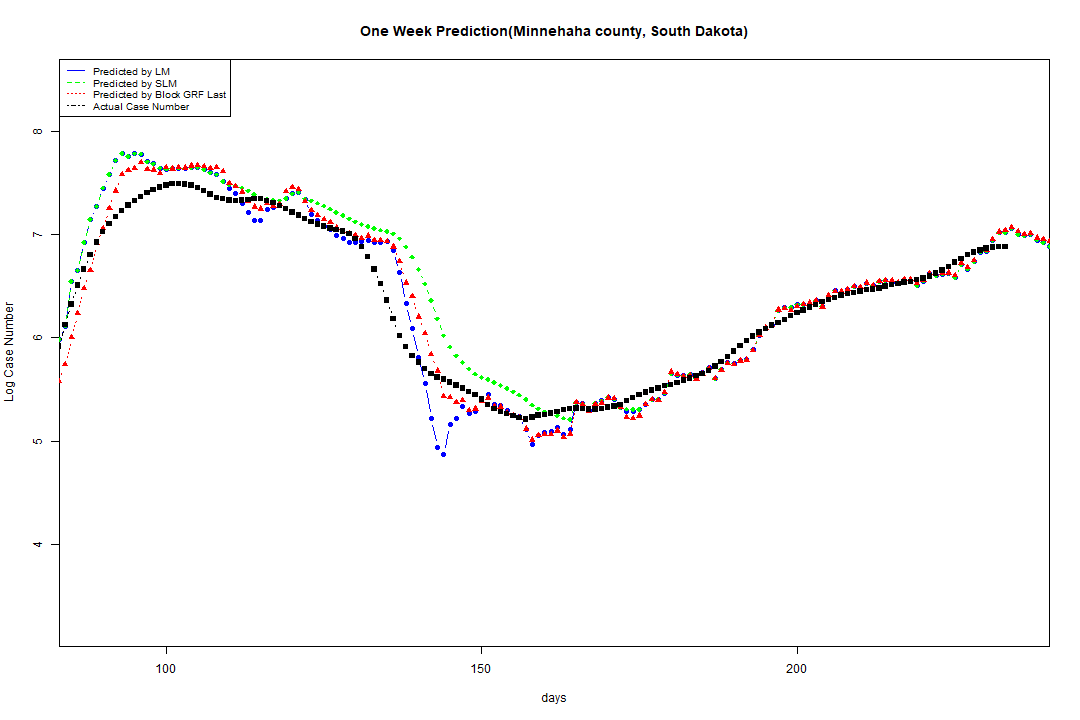 One Week Prediction(Minnehaha county, South Dakota)
Predicted by LM
Predicted by SLM
Predicted by Block GRF Last
Actual Case Number
8
7
6
5
4
Log Case Number
100 150 200
days